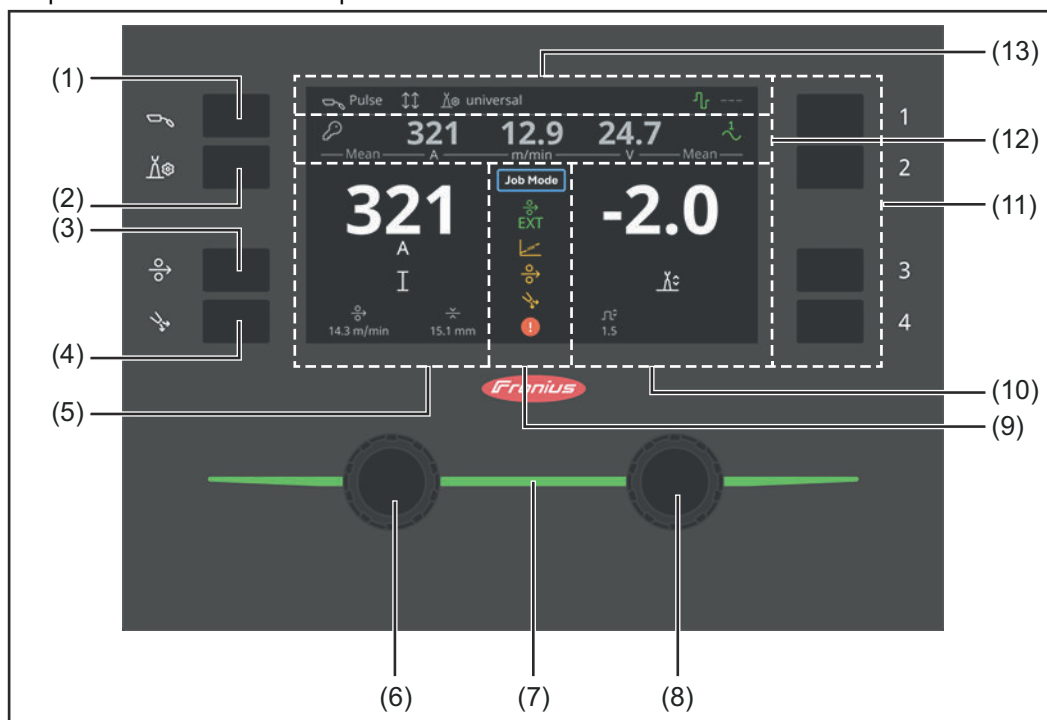 (1)
(2)
(3)
(4)
(5)
(13)
(12)
(11)
(10)
(9)
Pulse universal ---
321 12.9 24.7
Mean A m/min V Mean
1
Job Mode
321
A
EXT
-2.0
14.3 m/min 15.1 mm
1.5
!
1
2
3
4
Fronius
(6) (7) (8)